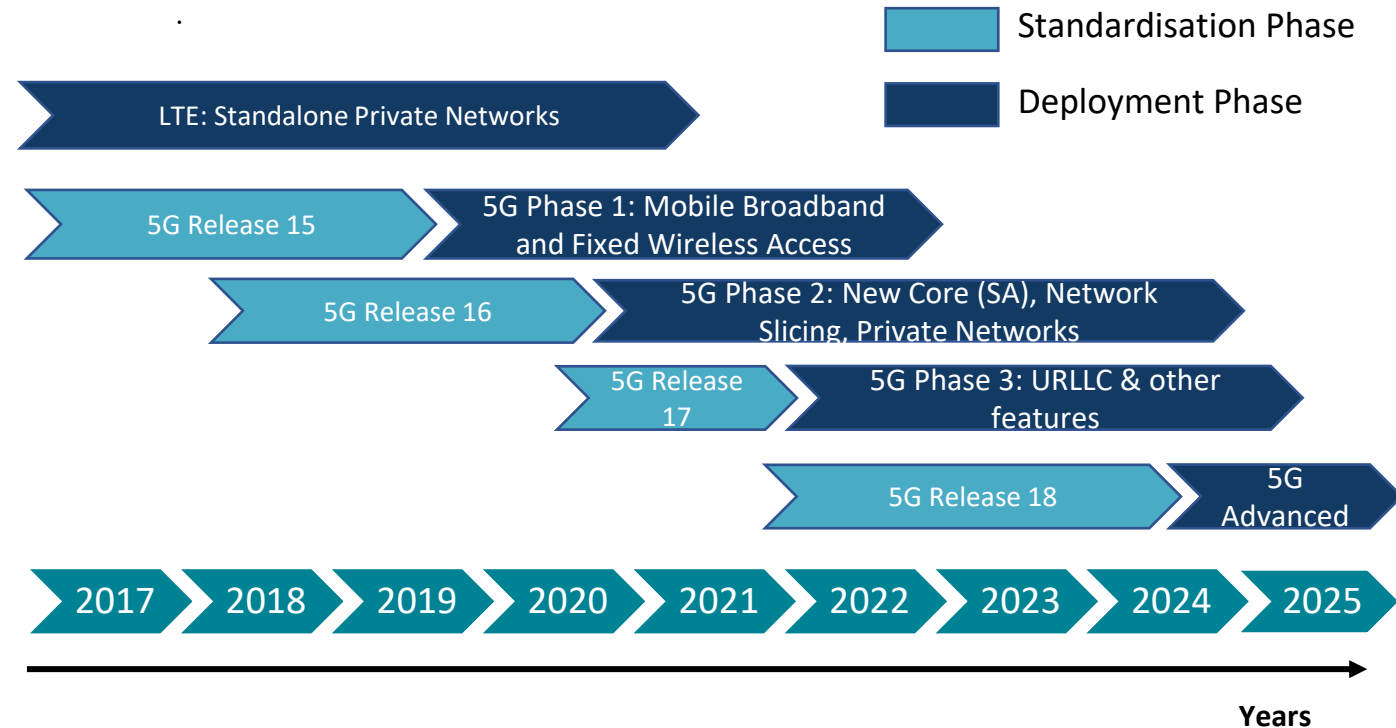 .
Standardisation Phase
Deployment Phase
LTE: Standalone Private Networks
5G Release 15
5G Phase 1: Mobile Broadband
and Fixed Wireless Access
5G Release 16
5G Phase 2: New Core (SA), Network
Slicing, Private Networks
5G Release
17
5G Phase 3: URLLC & other
features
5G Release 18
5G
Advanced
2017
2018
2019
2020
2021
2022
2023
2024
2025
Years